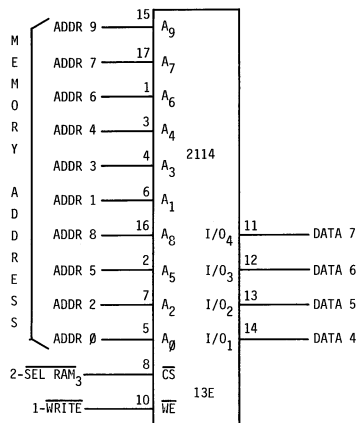 MEMORY ADDRESS
ADDR 9 15 A9
ADDR 7 17 A7
ADDR 6 1 A6
ADDR 4 3 A4
ADDR 3 4 A3
2114
ADDR 1 6 A1
ADDR 8 16 A8 I/O4 11 DATA 7
ADDR 5 2 A5 I/O3 12 DATA 6
ADDR 2 7 A2 I/O2 13 DATA 5
ADDR Ø 5 AØ I/O1 14 DATA 4
2-SEL RAM3 8 CS
13E
1-WRITE 10 WE